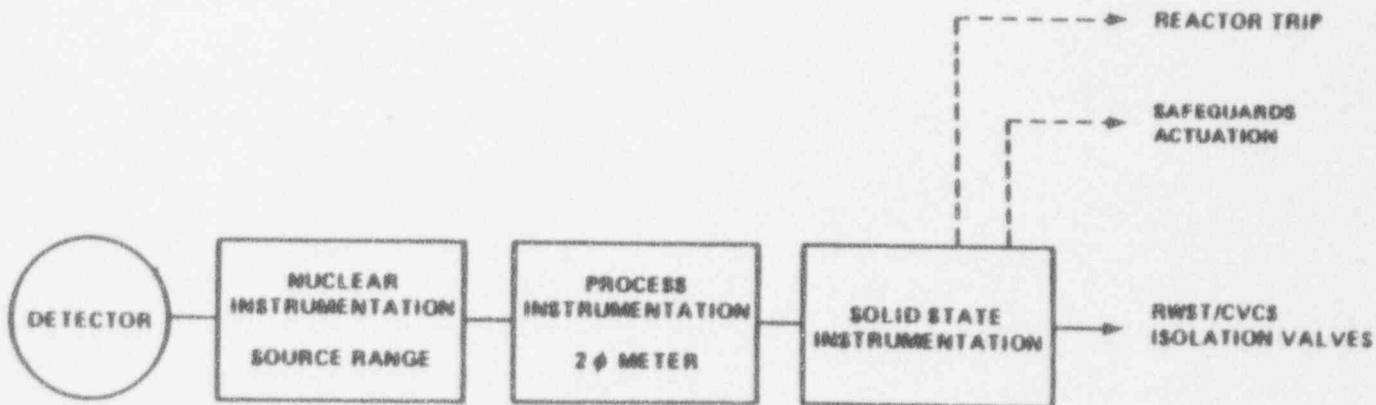 REACTOR TRIP
SAFEGUARDS
ACTUATION
DETECTOR
NUCLEAR
INSTRUMENTATION
SOURCE RANGE
PROCESS
INSTRUMENTATION
2 ϕ METER
SOLID STATE
INSTRUMENTATION
RWST/CVCS
ISOLATION VALVES